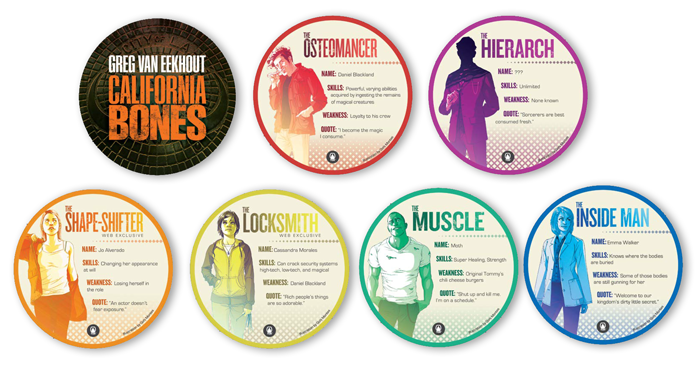 GREG VAN EEKHOUT
CALIFORNIA
BONES
THE
OSTEOMANCER
NAME: Daniel Blackland
SKILLS: Powerful, varying abilities
acquired by ingesting the remains
of magical creatures
WEAKNESS: Loyalty to his crew
QUOTE: "I become the magic
I consume."
THE
HIERARCH
NAME: ???
SKILLS: Unlimited
WEAKNESS: None known
QUOTE: "Sorcerers are best
consumed fresh."
THE
SHAPE-SHIFTER
WEB EXCLUSIVE
NAME: Jo Alverado
SKILLS: Changing her appearance
at will
WEAKNESS: Losing herself in
the role
QUOTE: "An actor doesn't
fear exposure."
THE
LOCKSMITH
WEB EXCLUSIVE
NAME: Cassandra Morales
SKILLS: Can crack security systems
high-tech, low-tech, and magical
WEAKNESS: Daniel Blackland
QUOTE: "Rich people's things
are so adorable."
THE
MUSCLE
NAME: Moth
SKILLS: Super Healing, Strength
WEAKNESS: Original Tommy's
chili cheese burgers
QUOTE: "Shut up and kill me
I'm on a schedule."
THE
INSIDE MAN
NAME: Emma Walker
SKILLS: Knows where the bodies
are buried
WEAKNESS: Some of those bodies
are still gunning for her
QUOTE: "Welcome to our
kingdom's dirty little secret."